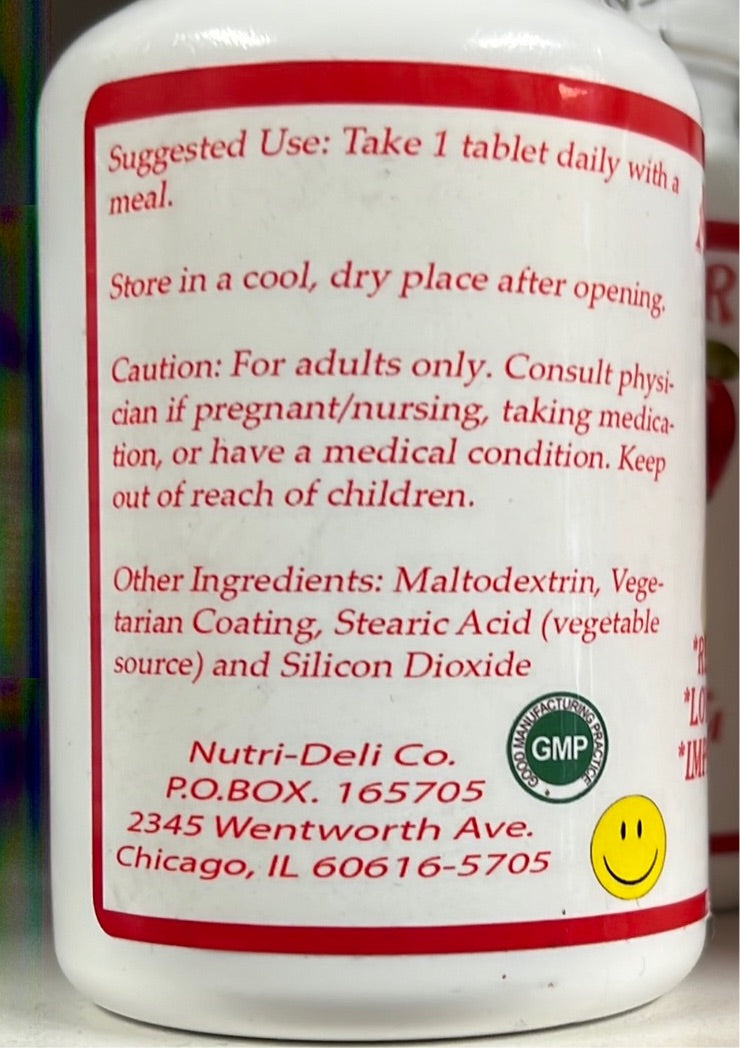 Suggested Use: Take 1 tablet daily with a
meal.
Store in a cool, dry place after opening.
Caution: For adults only. Consult physi-
cian if pregnant/nursing, taking medica-
tion, or have a medical condition. Keep
out of reach of children.
Other Ingredients: Maltodextrin, Vege-
tarian Coating, Stearic Acid (vegetable
source) and Silicon Dioxide
GOOD MANUFACTURING PRACTICE
GMP
Nutri-Deli Co.
P.O.BOX. 165705
2345 Wentworth Ave.
Chicago, IL 60616-5705